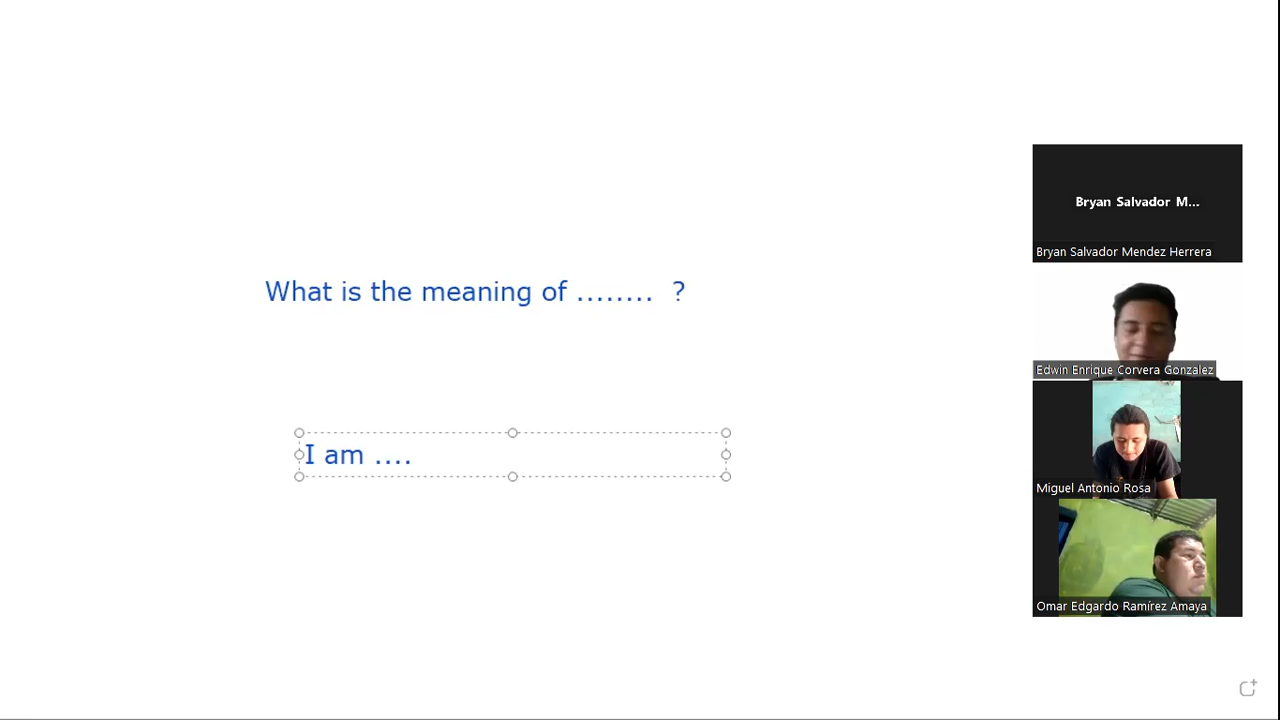 What is the meaning of ........ ?
I am ....
Bryan Salvador M...
Bryan Salvador Mendez Herrera
Edwin Enrique Corvera Gonzalez
Miguel Antonio Rosa
Omar Edgardo Ramírez Amaya